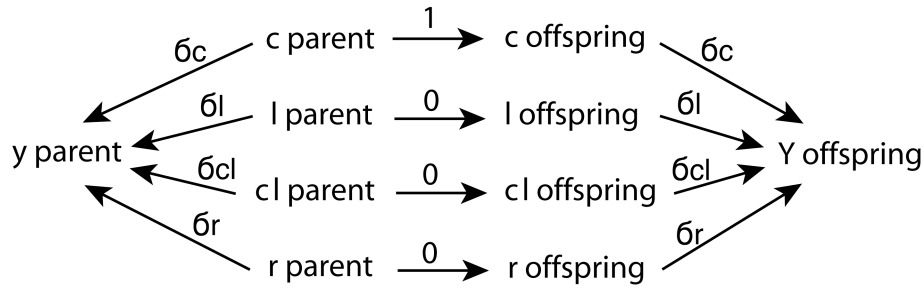 c parent 1 c offspring
бc бc
l parent 0 l offspring
бl бl
y parent Y offspring
бcl c l parent 0 c l offspring бcl
бr бr
r parent 0 r offspring